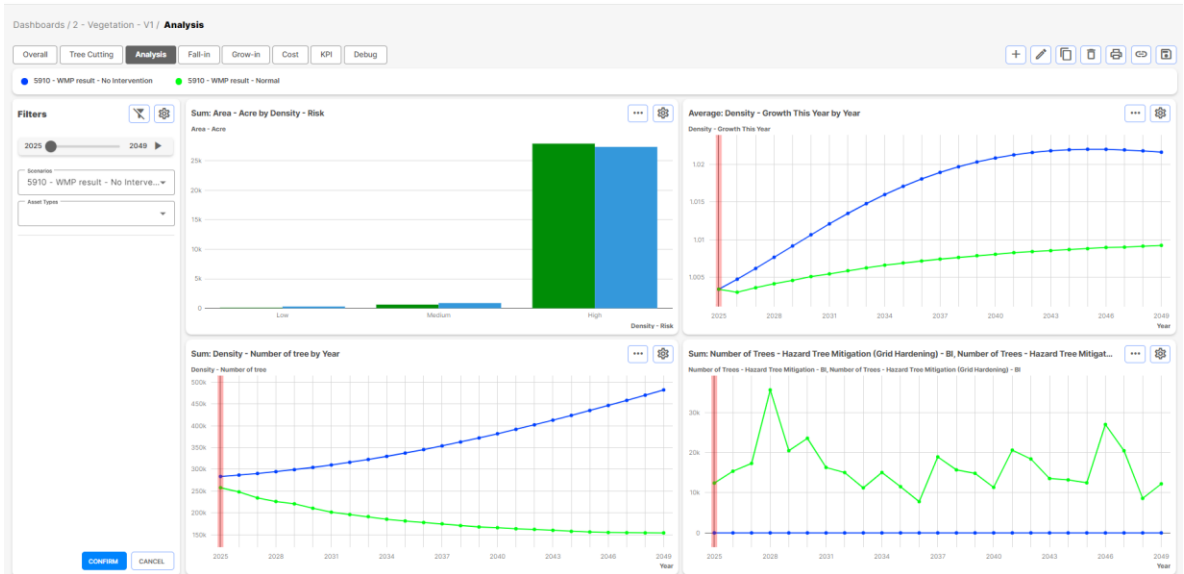 Dashboards / 2 - Vegetation - V1 / Analysis
Overall Tree Cutting Analysis Fall-in Grow-in Cost KPI Debug
5910 - WMP result - No Intervention 5910 - WMP result - Normal
Filters
2025 2049
Scenarios
5910 - WMP result - No Interve...
Asset Types
CONFIRM CANCEL
Sum: Area - Acre by Density - Risk
Area - Acre
25k
20k
15k
10k
5k
0
Low Medium High
Density - Risk
Average: Density - Growth This Year by Year
Density - Growth This Year
1.02
1.015
1.01
1.005
2025 2028 2031 2034 2037 2040 2043 2046 2049
Year
Sum: Density - Number of tree by Year
Density - Number of tree
500k
450k
400k
350k
300k
250k
200k
150k
2025 2028 2031 2034 2037 2040 2043 2046 2049
Year
Sum: Number of Trees - Hazard Tree Mitigation (Grid Hardening) - BI, Number of Trees - Hazard Tree Mitigat...
Number of Trees - Hazard Tree Mitigation - BI, Number of Trees - Hazard Tree Mitigation (Grid Hardening) - BI
30k
20k
10k
0
2025 2028 2031 2034 2037 2040 2043 2046 2049
Year